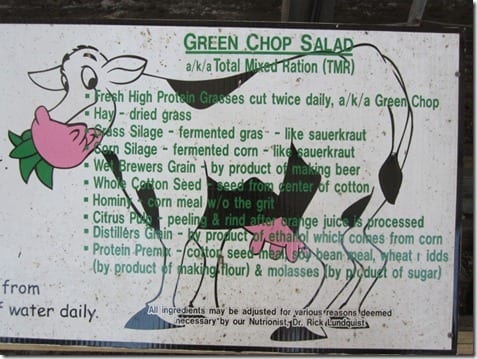 GREEN CHOP SALAD
a/k/a Total Mixed Ration (TMR)
Fresh High Protein Grasses cut twice daily, a/k/a Green Chop
Hay - dried grass
Grass Silage - fermented gras - like sauerkraut
Corn Silage - fermented corn - like sauerkraut
Wet Brewers Grain - by product of making beer
Whole Cotton Seed - seed from center of cotton
Hominy - corn meal w/o the grit
Citrus Pulp - peeling & rind after orange juice is processed
Distillers Grain - by product of ethanol which comes from corn
Protein Premix - cotton seed meal, soy bean meal, wheat
(by product of making flour) & molasses (by product of sugar)
from
water daily.
All ingredients may be adjusted for various reasons deemed
necessary by our Nutrionist, Dr. Rick Lundquist